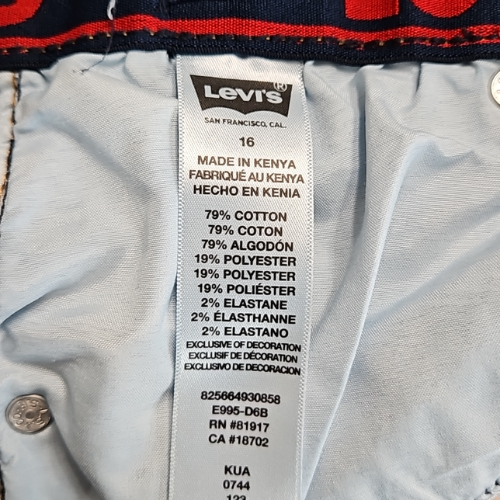 LEVI'S®
SAN FRANCISCO, CAL.
16
MADE IN KENYA
FABRIQUÉ AU KENYA
HECHO EN KENIA
79% COTTON
79% COTON
79% ALGODÓN
19% POLYESTER
19% POLYESTER
19% POLIÉSTER
2% ELASTANE
2% ÉLASTHANNE
2% ELASTANO
EXCLUSIVE OF DECORATION
EXCLUSIF DE DÉCORATION
EXCLUSIVO DE DECORACION
825664930858
E995-D6B
RN #81917
CA #18702
KUA
0744
123